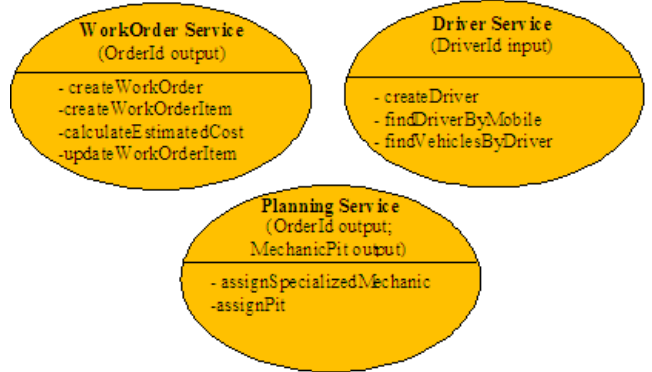 WorkOrder Service
(OrderId output)
- createWorkOrder
-createWorkOrderItem
-calculateEstimatedCost
-updateWorkOrderItem
Driver Service
(DriverId input)
- createDriver
- findDriverByMobile
- findVehiclesByDriver
Planning Service
(OrderId output;
MechanicPit output)
- assignSpecializedMechanic
-assignPit